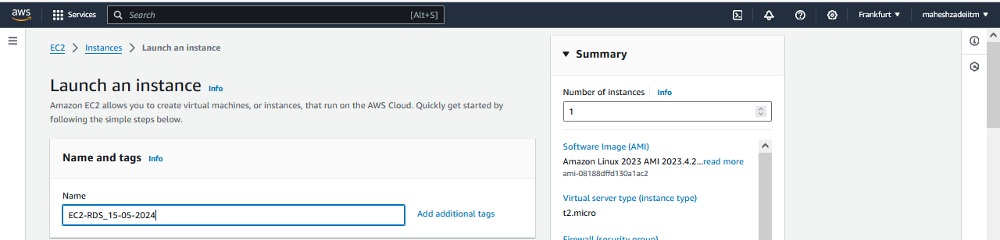 aws Services Search [Alt+S] Frankfurt ▼ maheshzadeiitm ▼
EC2 > Instances > Launch an instance
Launch an instance Info
Amazon EC2 allows you to create virtual machines, or instances, that run on the AWS Cloud. Quickly get started by
following the simple steps below.
Name and tags Info
Name
EC2-RDS_15-05-2024
Add additional tags
▼ Summary
Number of instances Info
1
Software Image (AMI)
Amazon Linux 2023 AMI 2023.4.2...read more
ami-08188dffd130a1ac2
Virtual server type (instance type)
t2.micro
Firewall (security group)